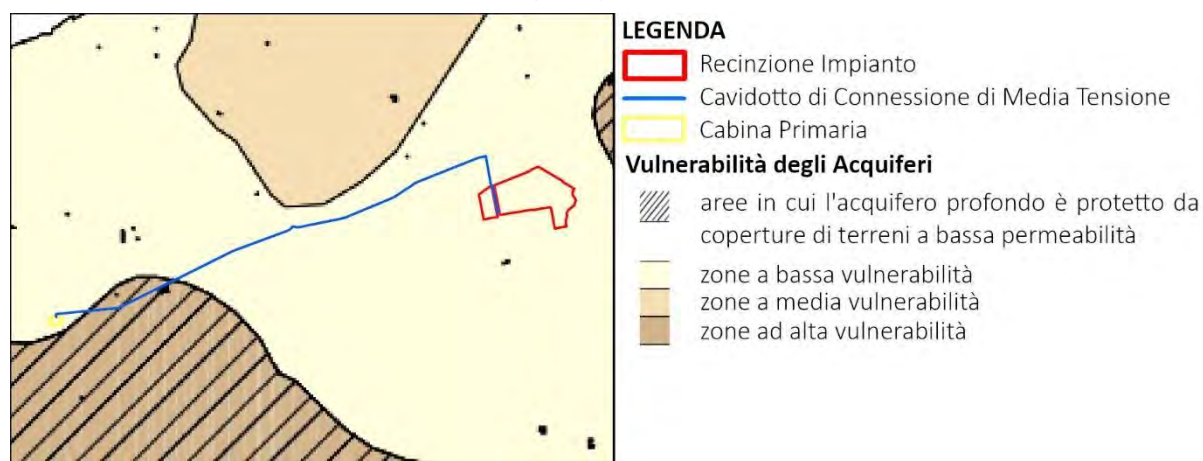 LEGENDA
Recinzione Impianto
Cavidotto di Connessione di Media Tensione
Cabina Primaria
Vulnerabilità degli Acquiferi
aree in cui l'acquifero profondo è protetto da
coperture di terreni a bassa permeabilità
zone a bassa vulnerabilità
zone a media vulnerabilità
zone ad alta vulnerabilità